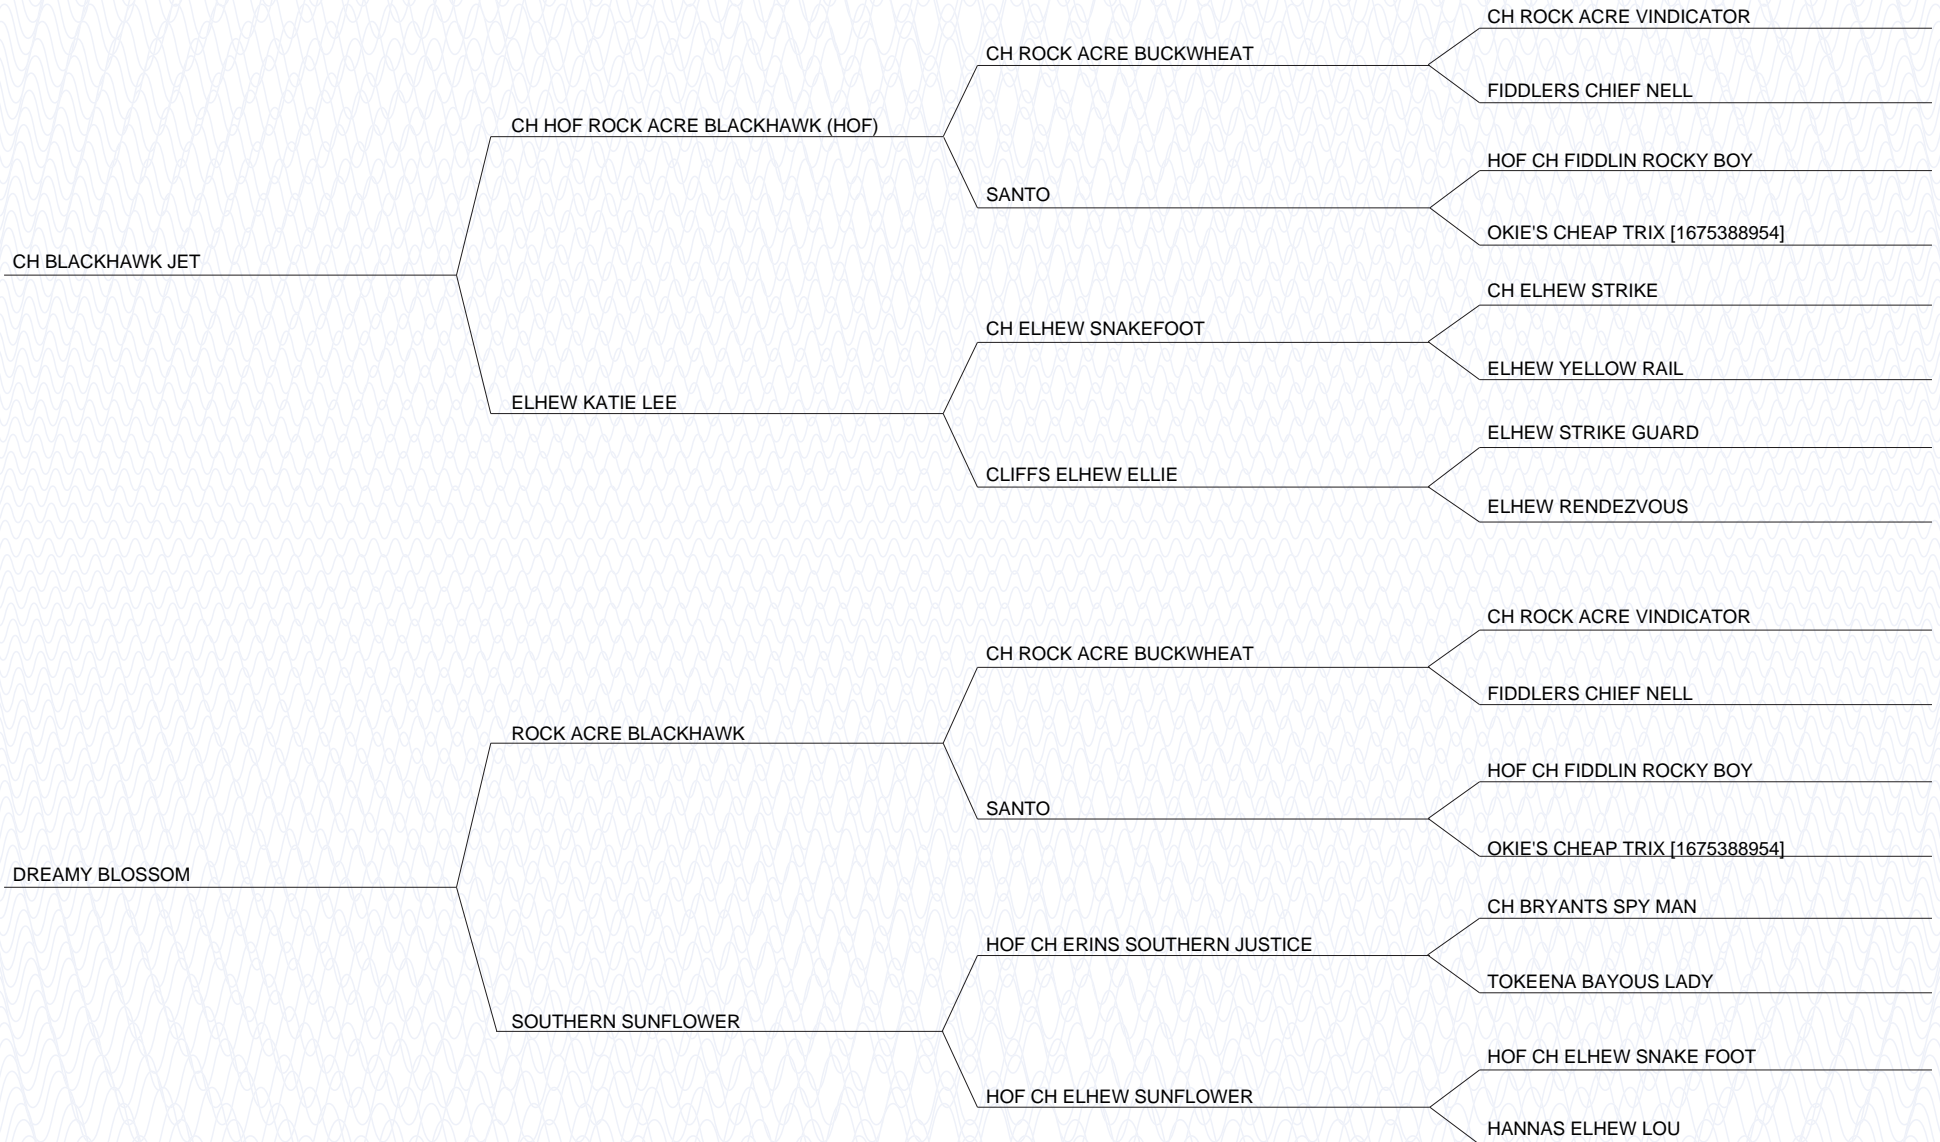 CH ROCK ACRE VINDICATOR
CH ROCK ACRE BUCKWHEAT
FIDDLERS CHIEF NELL
CH HOF ROCK ACRE BLACKHAWK (HOF)
HOF CH FIDDLIN ROCKY BOY
SANTO
OKIE'S CHEAP TRIX [1675388954]
CH BLACKHAWK JET
CH ELHEW STRIKE
CH ELHEW SNAKEFOOT
ELHEW YELLOW RAIL
ELHEW KATIE LEE
ELHEW STRIKE GUARD
CLIFFS ELHEW ELLIE
ELHEW RENDEZVOUS
CH ROCK ACRE VINDICATOR
CH ROCK ACRE BUCKWHEAT
FIDDLERS CHIEF NELL
ROCK ACRE BLACKHAWK
HOF CH FIDDLIN ROCKY BOY
SANTO
OKIE'S CHEAP TRIX [1675388954]
DREAMY BLOSSOM
CH BRYANTS SPY MAN
HOF CH ERINS SOUTHERN JUSTICE
TOKEENA BAYOUS LADY
SOUTHERN SUNFLOWER
HOF CH ELHEW SNAKE FOOT
HOF CH ELHEW SUNFLOWER
HANNAS ELHEW LOU